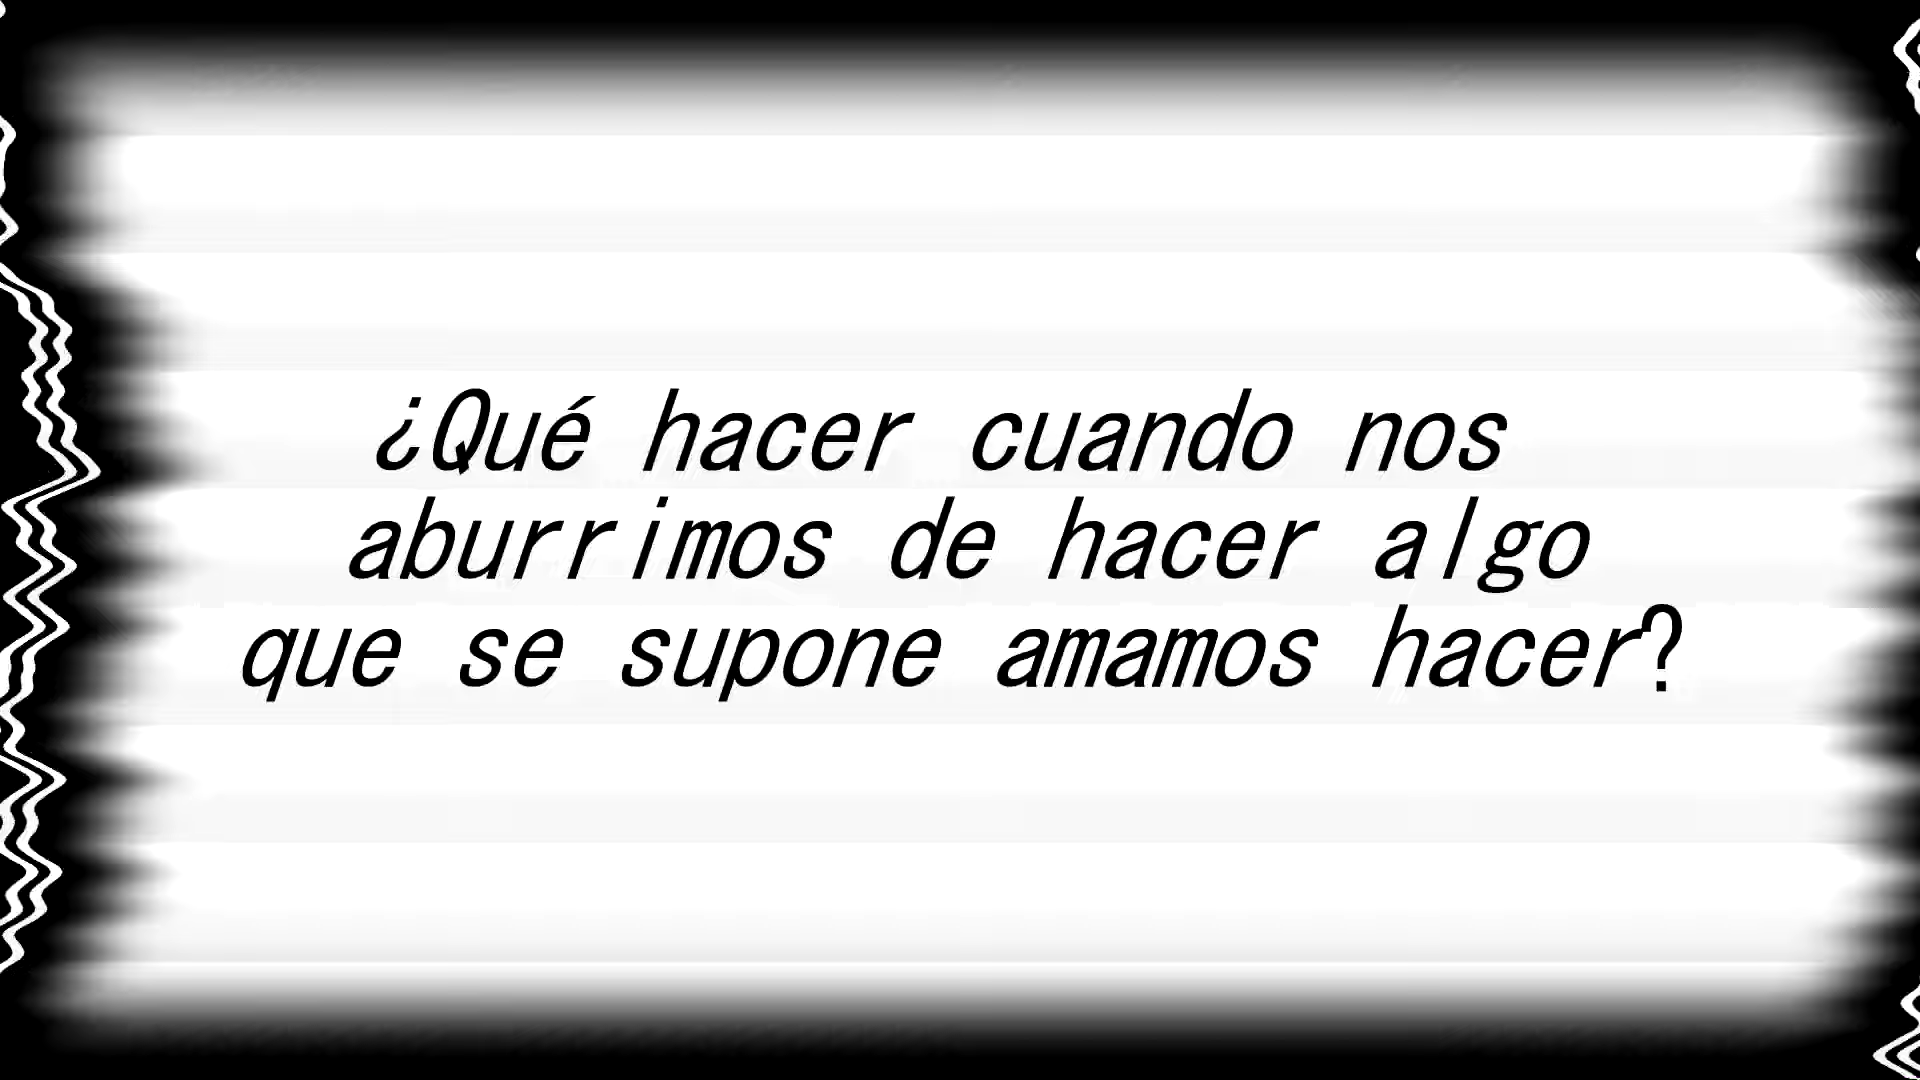 ¿Qué hacer cuando nos
aburrimos de hacer algo
que se supone amamos hacer?